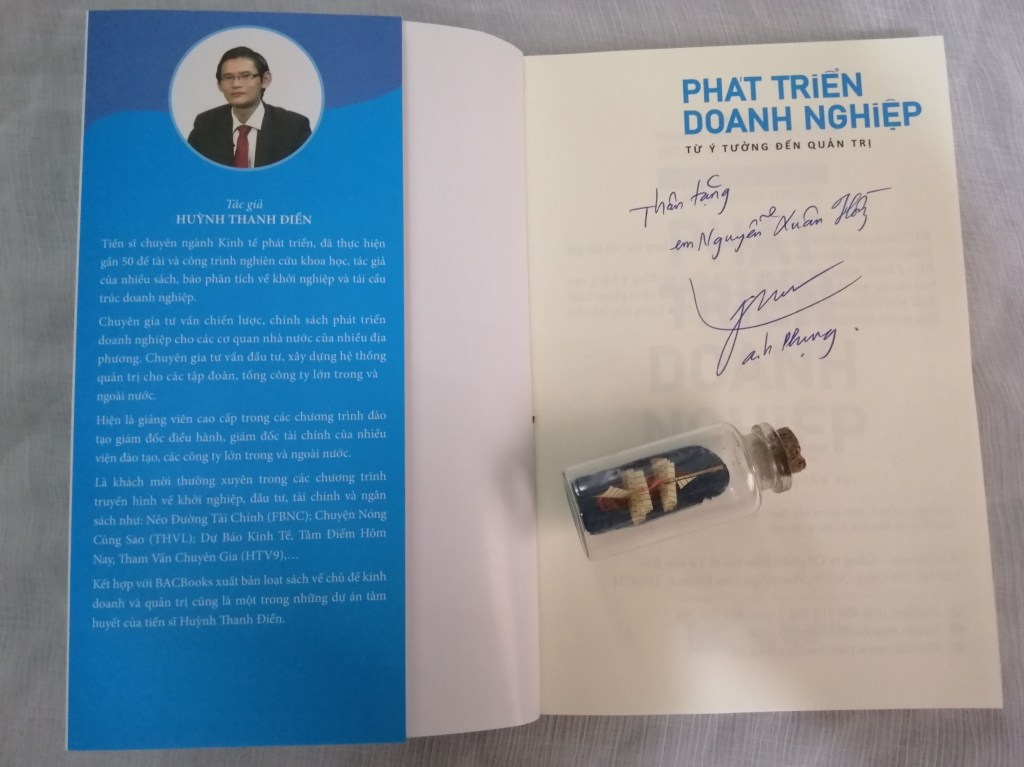 Tác giả
HUỲNH THANH ĐIỀN
Tiến sĩ chuyên ngành Kinh tế phát triển, đã thực hiện
gần 50 đề tài và công trình nghiên cứu khoa học, tác giả
của nhiều sách, báo phân tích về khởi nghiệp và tái cấu
trúc doanh nghiệp.
Chuyên gia tư vấn chiến lược, chính sách phát triển
doanh nghiệp cho các cơ quan nhà nước của nhiều địa
phương. Chuyên gia tư vấn đầu tư, xây dựng hệ thống
quản trị cho các tập đoàn, tổng công ty lớn trong và
ngoài nước.
Hiện là giảng viên cao cấp trong các chương trình đào
tạo giám đốc điều hành, giám đốc tài chính của nhiều
viện đào tạo, các công ty lớn trong và ngoài nước.
Là khách mời thường xuyên trong các chương trình
truyền hình về khởi nghiệp, đầu tư, tài chính và ngân
sách như: Nẻo Đường Tài Chính (FBNC); Chuyện Nóng
Cùng Sao (THVL); Dự Báo Kinh Tế, Tâm Điểm Hôm
Nay, Tham Vấn Chuyên Gia (HTV9),…
Kết hợp với BACBooks xuất bản loạt sách về chủ đề kinh
doanh và quản trị cũng là một trong những dự án tâm
huyết của tiến sĩ Huỳnh Thanh Điền.
PHÁT TRIỂN
DOANH NGHIỆP
TỪ Ý TƯỞNG ĐẾN QUẢN TRỊ
Thân tặng
em Nguyễn Xuân
anh Phụng.